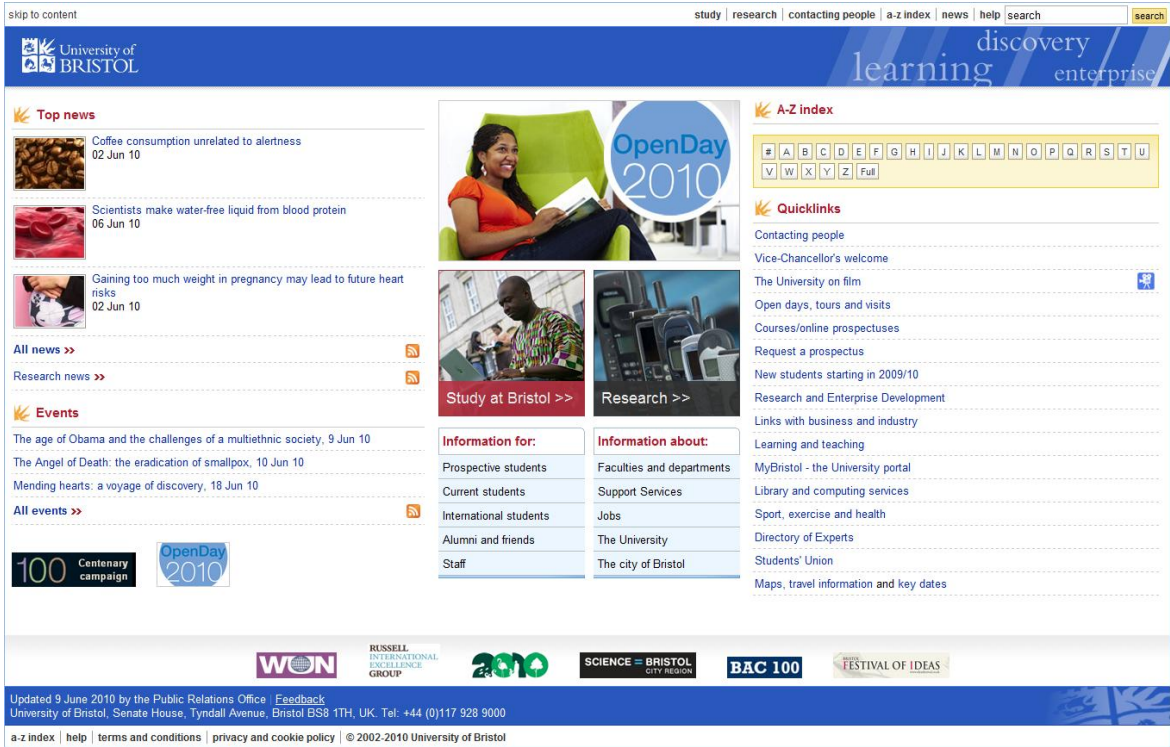 skip to content
study | research | contacting people | a-z index | news | help search search
University of
BRISTOL
discovery
learning
enterprise
Top news
Coffee consumption unrelated to alertness
02 Jun 10
Scientists make water-free liquid from blood protein
06 Jun 10
Gaining too much weight in pregnancy may lead to future heart
risks
02 Jun 10
All news >>
Research news >>
Events
The age of Obama and the challenges of a multiethnic society, 9 Jun 10
The Angel of Death: the eradication of smallpox, 10 Jun 10
Mending hearts: a voyage of discovery, 18 Jun 10
All events >>
100 Centenary
campaign
OpenDay
2010
OpenDay
2010
Study at Bristol >>
Research >>
Information for:
Prospective students
Current students
International students
Alumni and friends
Staff
Information about:
Faculties and departments
Support Services
Jobs
The University
The city of Bristol
A-Z index
# A B C D E F G H I J K L M N O P Q R S T U
V W X Y Z Full
Quicklinks
Contacting people
Vice-Chancellor's welcome
The University on film
Open days, tours and visits
Courses/online prospectuses
Request a prospectus
New students starting in 2009/10
Research and Enterprise Development
Links with business and industry
Learning and teaching
MyBristol - the University portal
Library and computing services
Sport, exercise and health
Directory of Experts
Students' Union
Maps, travel information and key dates
WUN
RUSSELL
INTERNATIONAL
EXCELLENCE
GROUP
2010
SCIENCE = BRISTOL
CITY REGION
BAC 100
FESTIVAL OF IDEAS
Updated 9 June 2010 by the Public Relations Office | Feedback
University of Bristol, Senate House, Tyndall Avenue, Bristol BS8 1TH, UK. Tel: +44 (0)117 928 9000
a-z index | help | terms and conditions | privacy and cookie policy | © 2002-2010 University of Bristol